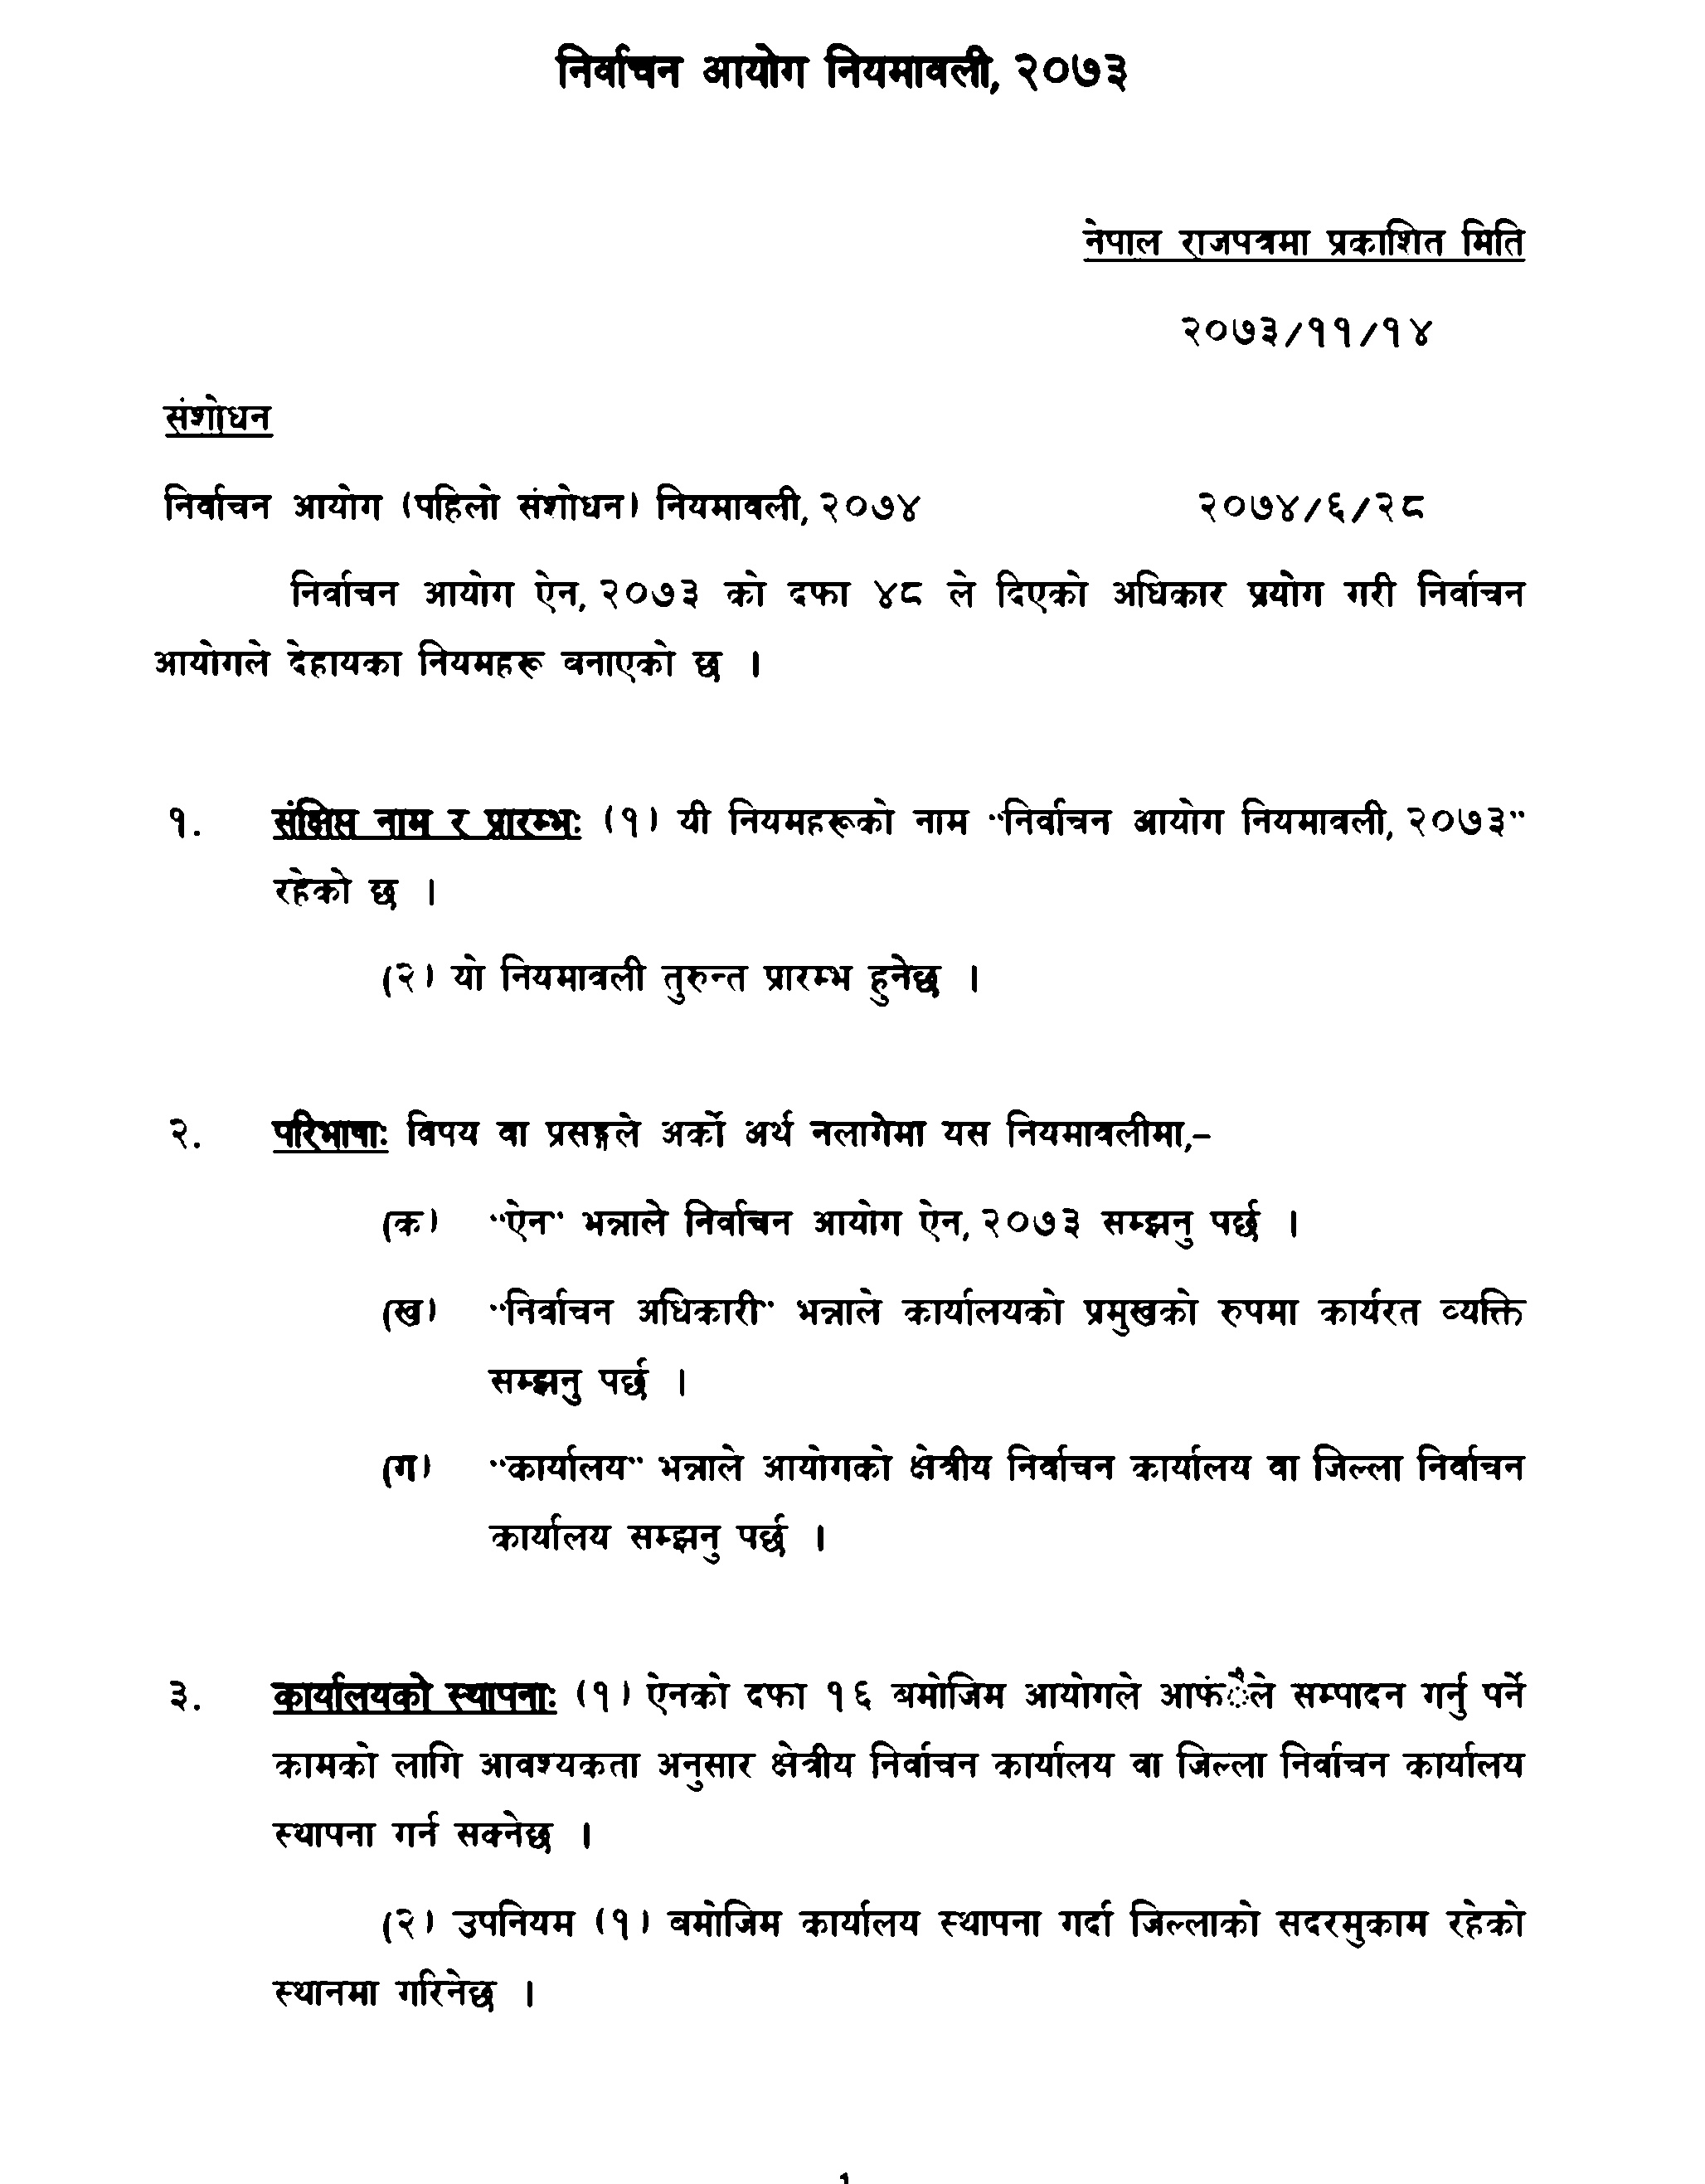 निर्वाचन आयोग नियमावली, २०७३
नेपाल राजपत्रमा प्रकाशित मिति
२०७३/११/१४
संशोधन
निर्वाचन आयोग (पहिलो संशोधन) नियमावली, २०७४ २०७४/६/२८
निर्वाचन आयोग ऐन, २०७३ को दफा ४८ ले दिएको अधिकार प्रयोग गरी निर्वाचन
आयोगले देहायका नियमहरू बनाएको छ ।
१. संक्षिप्त नाम र प्रारम्भः (१) यी नियमहरूको नाम "निर्वाचन आयोग नियमावली, २०७३"
रहेको छ ।
(२) यो नियमावली तुरुन्त प्रारम्भ हुनेछ ।
२. परिभाषाः विषय वा प्रसङ्गले अर्को अर्थ नलागेमा यस नियमावलीमा,–
(क) "ऐन" भन्नाले निर्वाचन आयोग ऐन, २०७३ सम्झनु पर्छ ।
(ख) "निर्वाचन अधिकारी" भन्नाले कार्यालयको प्रमुखको रुपमा कार्यरत व्यक्ति
सम्झनु पर्छ ।
(ग) "कार्यालय" भन्नाले आयोगको क्षेत्रीय निर्वाचन कार्यालय वा जिल्ला निर्वाचन
कार्यालय सम्झनु पर्छ ।
३. कार्यालयको स्थापनाः (१) ऐनको दफा १६ बमोजिम आयोगले आफंैले सम्पादन गर्नु पर्ने
कामको लागि आवश्यकता अनुसार क्षेत्रीय निर्वाचन कार्यालय वा जिल्ला निर्वाचन कार्यालय
स्थापना गर्न सक्नेछ ।
(२) उपनियम (१) बमोजिम कार्यालय स्थापना गर्दा जिल्लाको सदरमुकाम रहेको
स्थानमा गरिनेछ ।